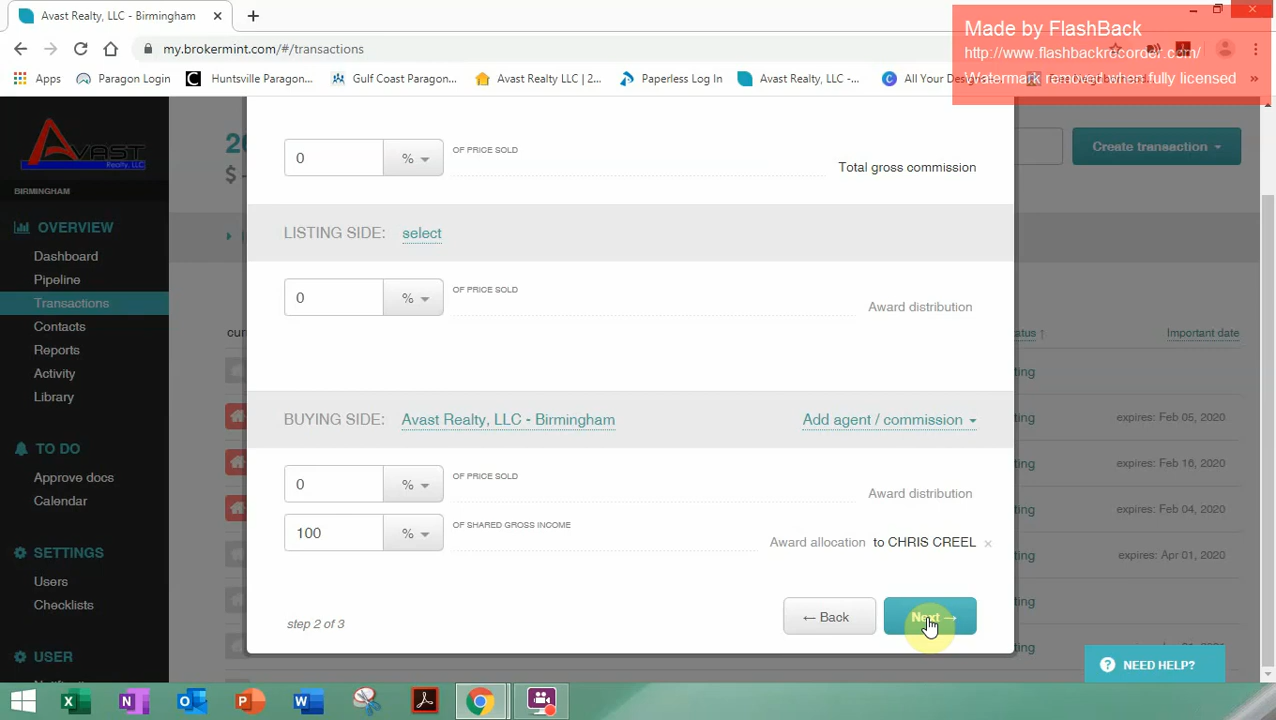 Avast Realty, LLC - Birmingham
Made by FlashBack
http://www.flashbackrecorder.com/
Watermark removed when fully licensed
my.brokermint.com/#/transactions
Apps
Paragon Login
Huntsville Paragon...
Gulf Coast Paragon...
Avast Realty LLC | 2...
Paperless Log In
Avast Realty, LLC -...
All Your Design
AVAST
Realty, LLC
BIRMINGHAM
OVERVIEW
Dashboard
Pipeline
Transactions
Contacts
Reports
Activity
Library
TO DO
Approve docs
Calendar
SETTINGS
Users
Checklists
USER
Create transaction
0 % OF PRICE SOLD
Total gross commission
LISTING SIDE: select
0 % OF PRICE SOLD
Award distribution
BUYING SIDE: Avast Realty, LLC - Birmingham Add agent / commission
0 % OF PRICE SOLD
Award distribution
100 % OF SHARED GROSS INCOME
Award allocation to CHRIS CREEL ×
step 2 of 3
← Back
Next →
Important date
expires: Feb 05, 2020
expires: Feb 16, 2020
expires: Feb 04, 2020
expires: Apr 01, 2020
NEED HELP?